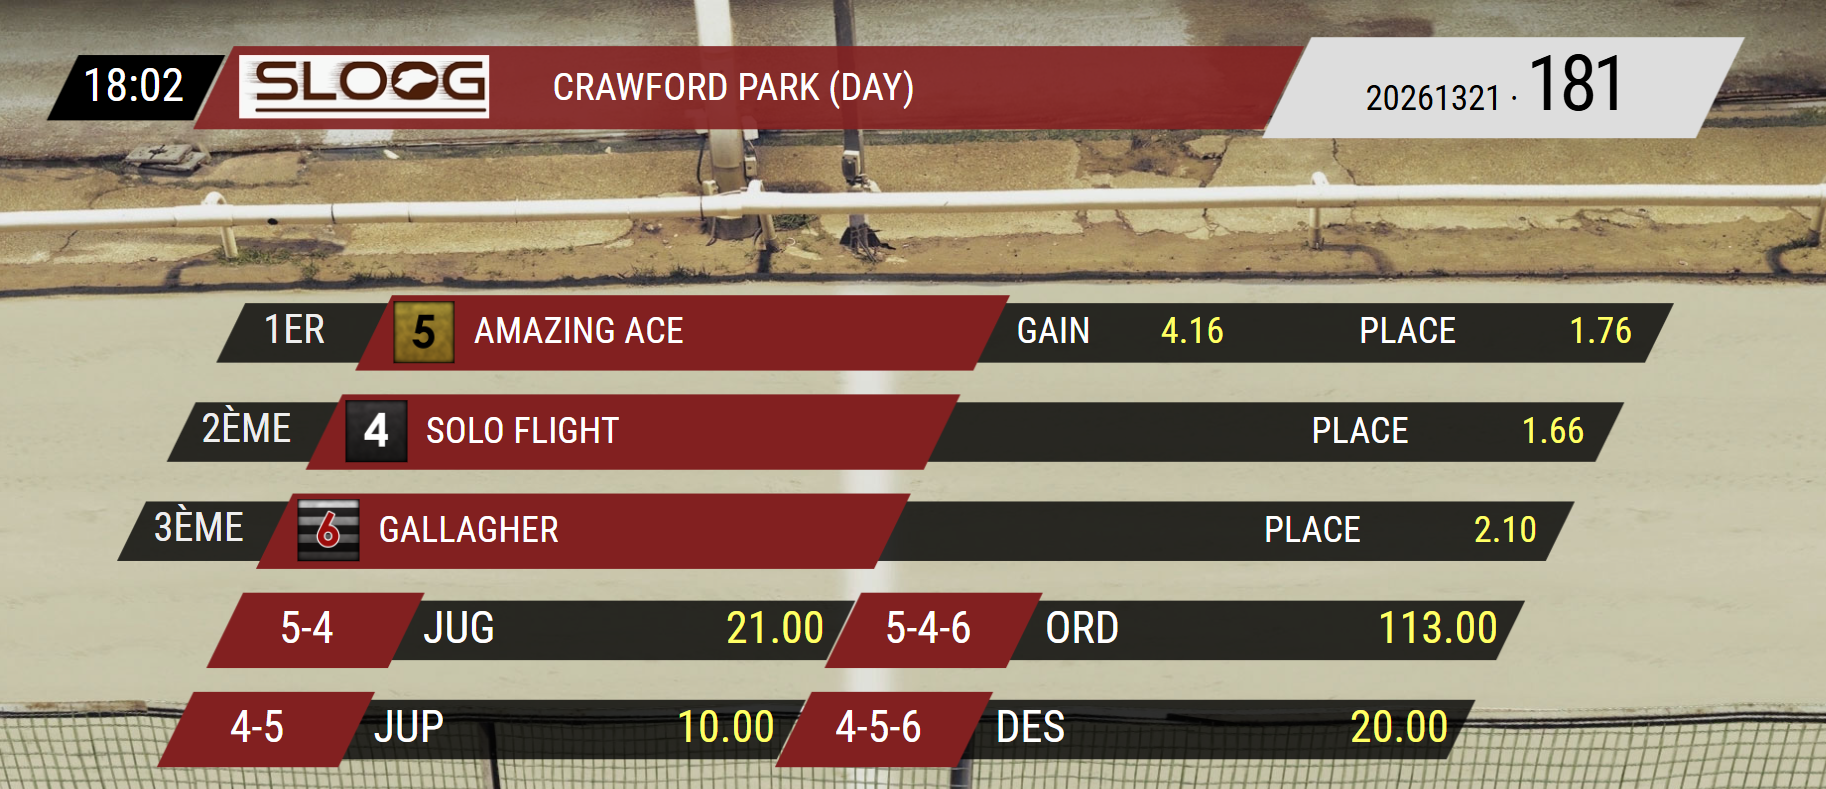 18:02 SLOOG CRAWFORD PARK (DAY) 20261321 · 181
1ER 5 AMAZING ACE GAIN 4.16 PLACE 1.76
2ÈME 4 SOLO FLIGHT PLACE 1.66
3ÈME 6 GALLAGHER PLACE 2.10
5-4 JUG 21.00 5-4-6 ORD 113.00
4-5 JUP 10.00 4-5-6 DES 20.00